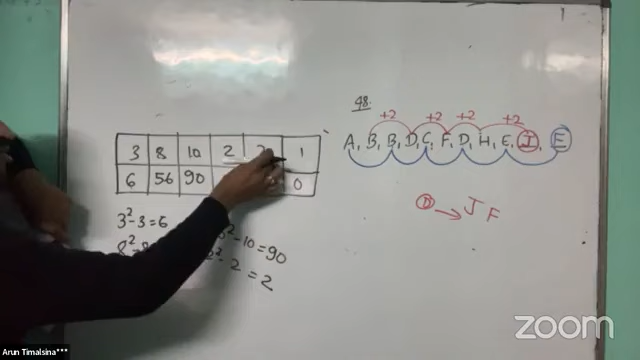 48.
+2 +2 +2 +2
A, B, B, D, C, F, D, H, E, J, E
3 8 10 2 1
6 56 90 0
3²-3=6
²-10=90
2²-2=2
D → J F
zoom
Arun Timalsina***